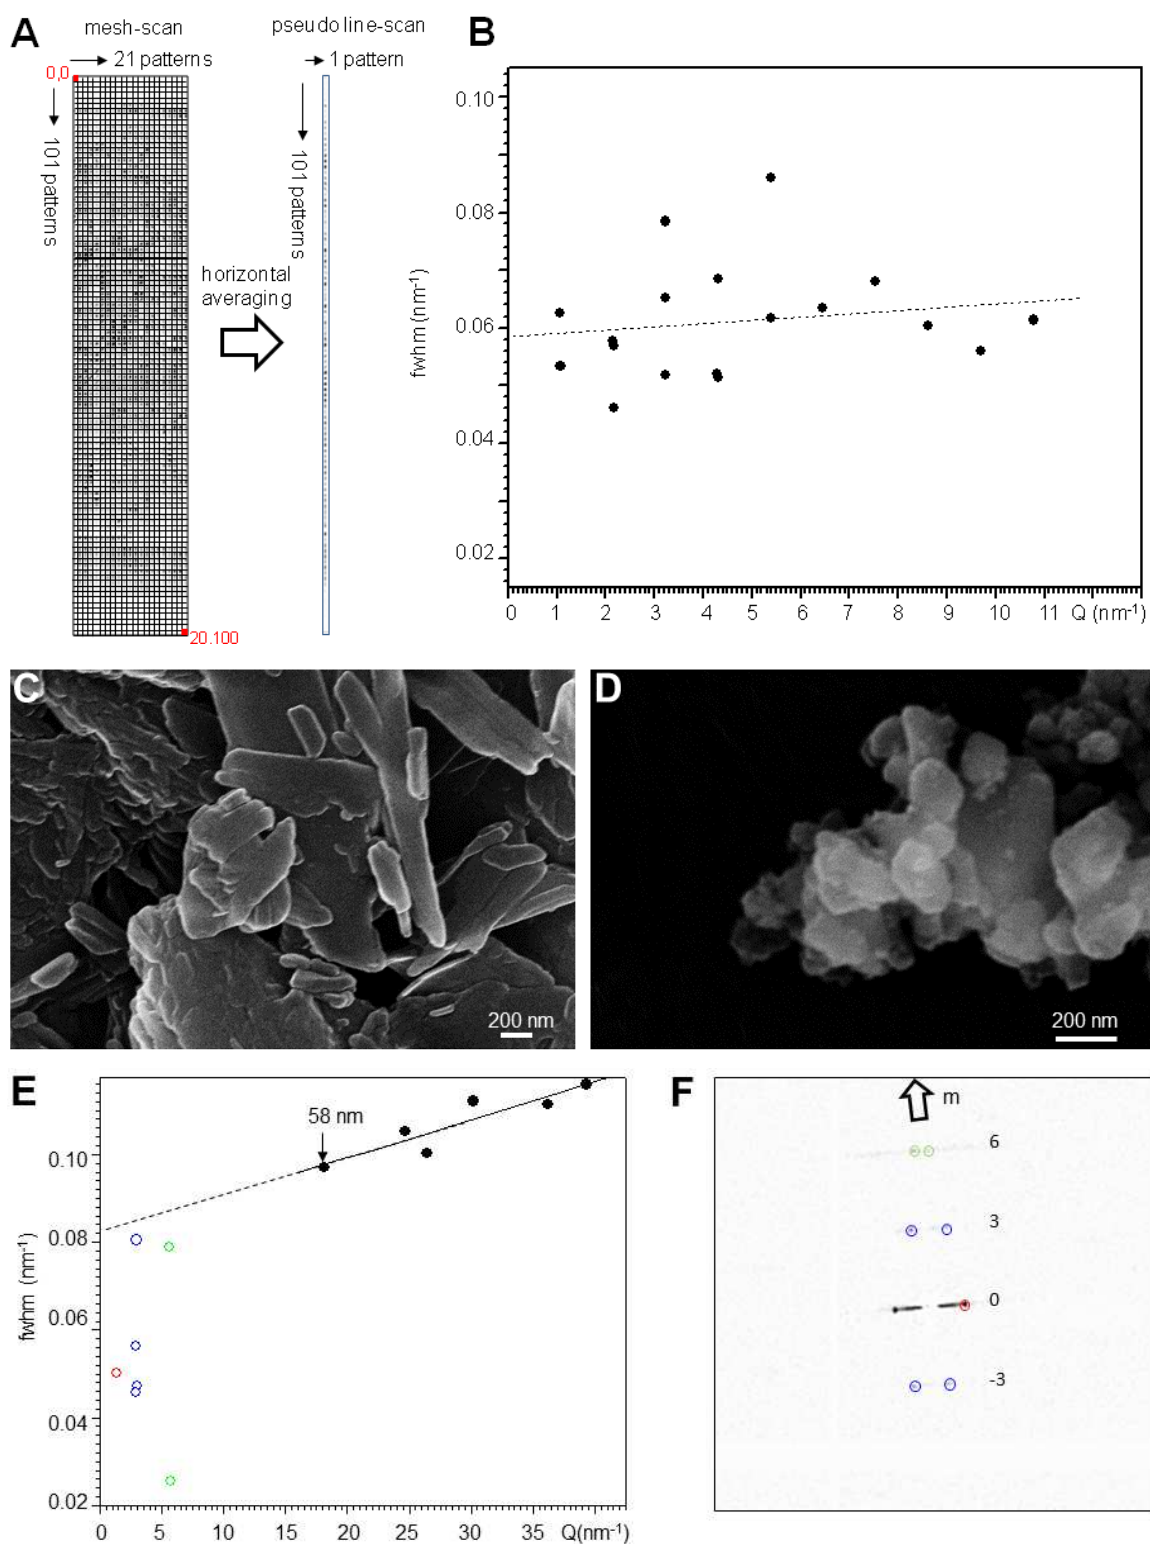 A
mesh-scan
21 patterns
0,0
101 patterns
20.100
horizontal
averaging
pseudo line-scan
1 pattern
101 patterns
B
0.10
0.08
0.06
0.04
0.02
fwhm (nm-1)
0 1 2 3 4 5 6 7 8 9 10 11 Q (nm-1)
C
200 nm
D
200 nm
E
58 nm
0.10
0.08
0.06
0.04
0.02
fwhm (nm-1)
0 5 10 15 20 25 30 35 Q(nm-1)
F
m
6
3
0
-3